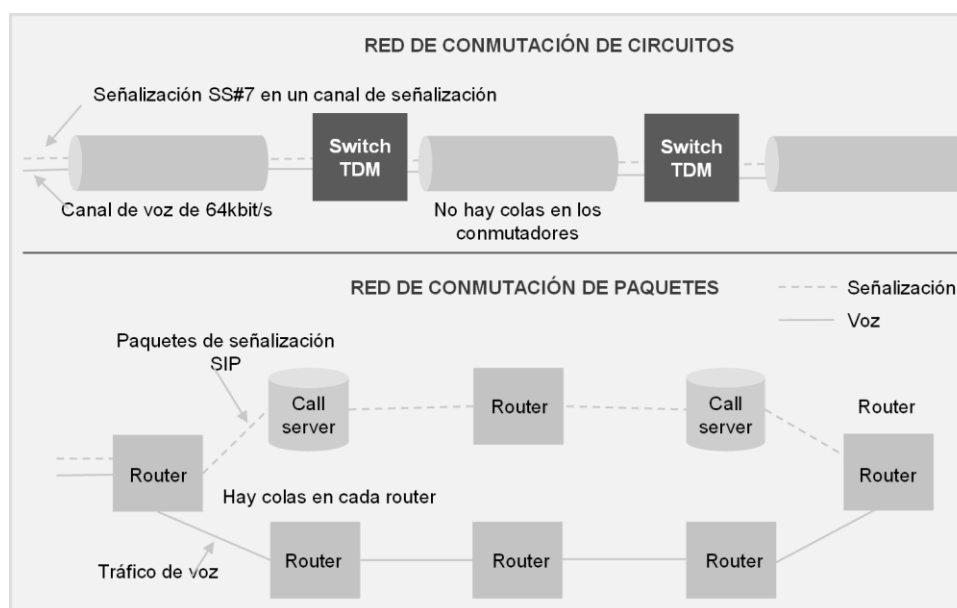 RED DE CONMUTACIÓN DE CIRCUITOS
Señalización SS#7 en un canal de señalización
Switch
TDM
Switch
TDM
Canal de voz de 64kbit/s
No hay colas en los
conmutadores
RED DE CONMUTACIÓN DE PAQUETES
Señalización
Voz
Paquetes de señalización
SIP
Call
server
Router
Call
server
Router
Router
Router
Hay colas en cada router
Tráfico de voz
Router
Router
Router